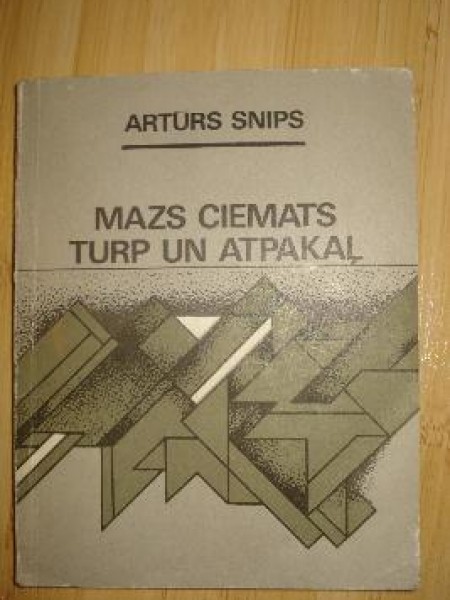 ARTŪRS SNIPS
MAZS CIEMATS
TURP UN ATPAKAĻ